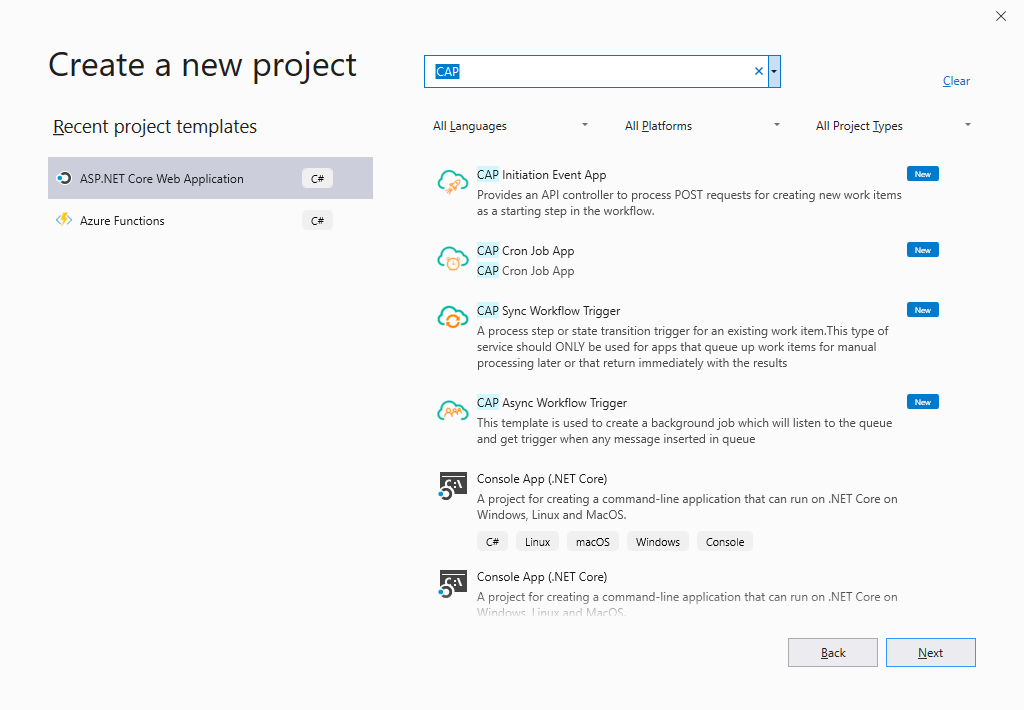 Create a new project
CAP
Clear
Recent project templates
All Languages
All Platforms
All Project Types
ASP.NET Core Web Application
C#
Azure Functions
C#
CAP Initiation Event App
New
Provides an API controller to process POST requests for creating new work items
as a starting step in the workflow.
CAP Cron Job App
New
CAP Cron Job App
CAP Sync Workflow Trigger
New
A process step or state transition trigger for an existing work item.This type of
service should ONLY be used for apps that queue up work items for manual
processing later or that return immediately with the results
CAP Async Workflow Trigger
New
This template is used to create a background job which will listen to the queue
and get trigger when any message inserted in queue
Console App (.NET Core)
A project for creating a command-line application that can run on .NET Core on
Windows, Linux and MacOS.
C#
Linux
macOS
Windows
Console
Console App (.NET Core)
A project for creating a command-line application that can run on .NET Core on
Windows, Linux and MacOS.
Back
Next